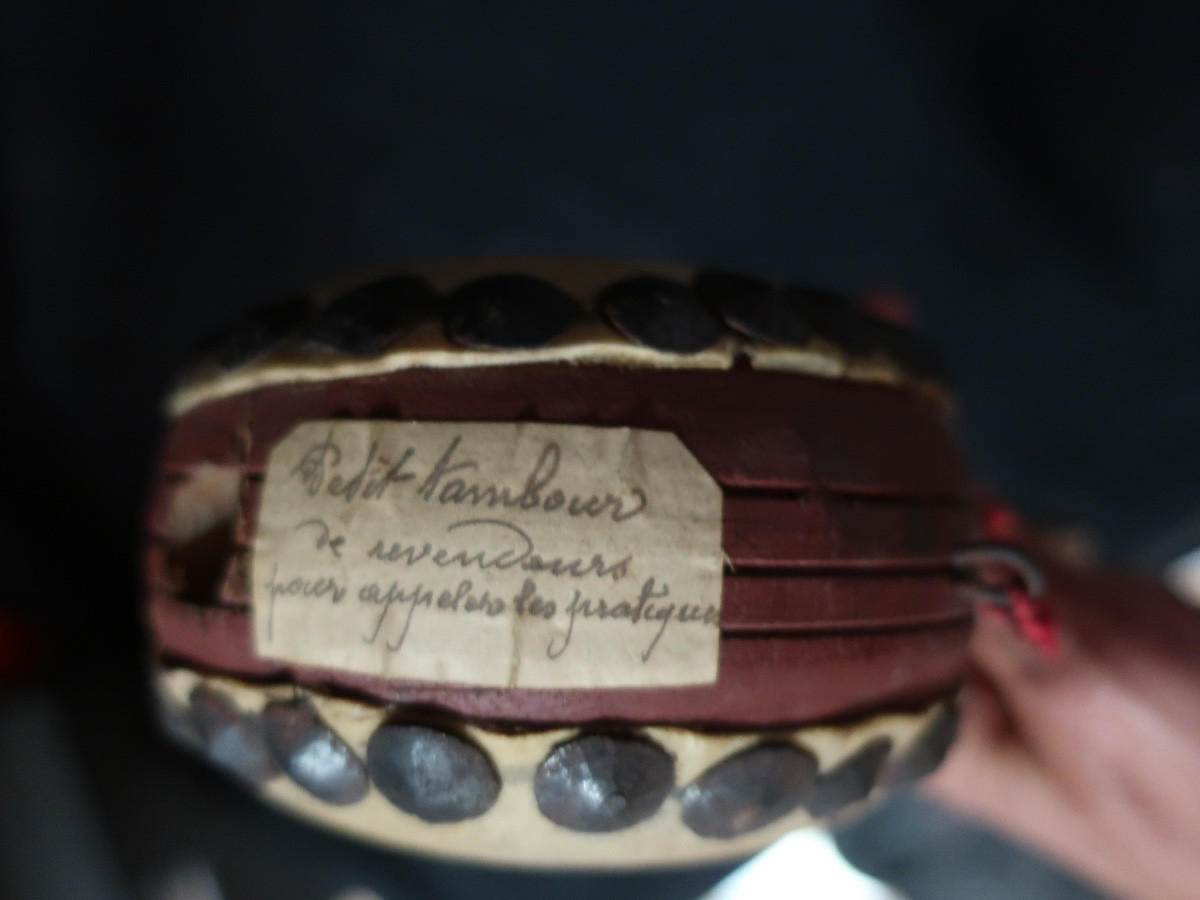 Petit tambour
de revendeurs
pour appeler les pratiques